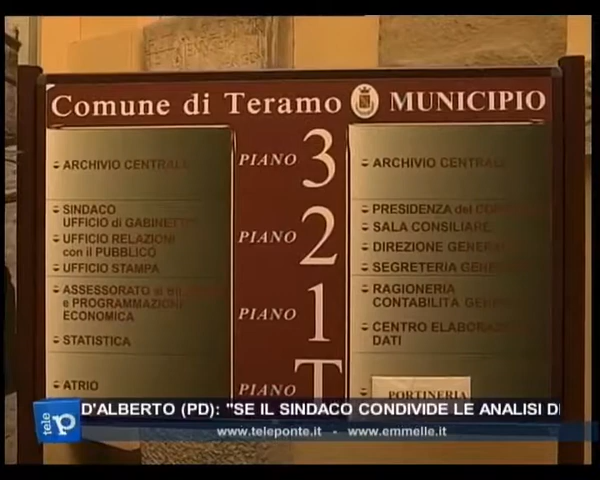 Comune di Teramo MUNICIPIO
PIANO 3
ARCHIVIO CENTRALE
ARCHIVIO CENTRALE
PIANO 2
SINDACO
UFFICIO di GABINETTO
UFFICIO RELAZIONI
con il PUBBLICO
UFFICIO STAMPA
PRESIDENZA del
SALA CONSILIARE
DIREZIONE
SEGRETERIA
PIANO 1
ASSESSORATO al
e PROGRAMMAZIONE
ECONOMICA
STATISTICA
RAGIONERIA
CONTABILITA
CENTRO
DATI
PIANO T
ATRIO
PORTINERIA
tele p
D'ALBERTO (PD): "SE IL SINDACO CONDIVIDE LE ANALISI DI
www.teleponte.it - www.emmelle.it